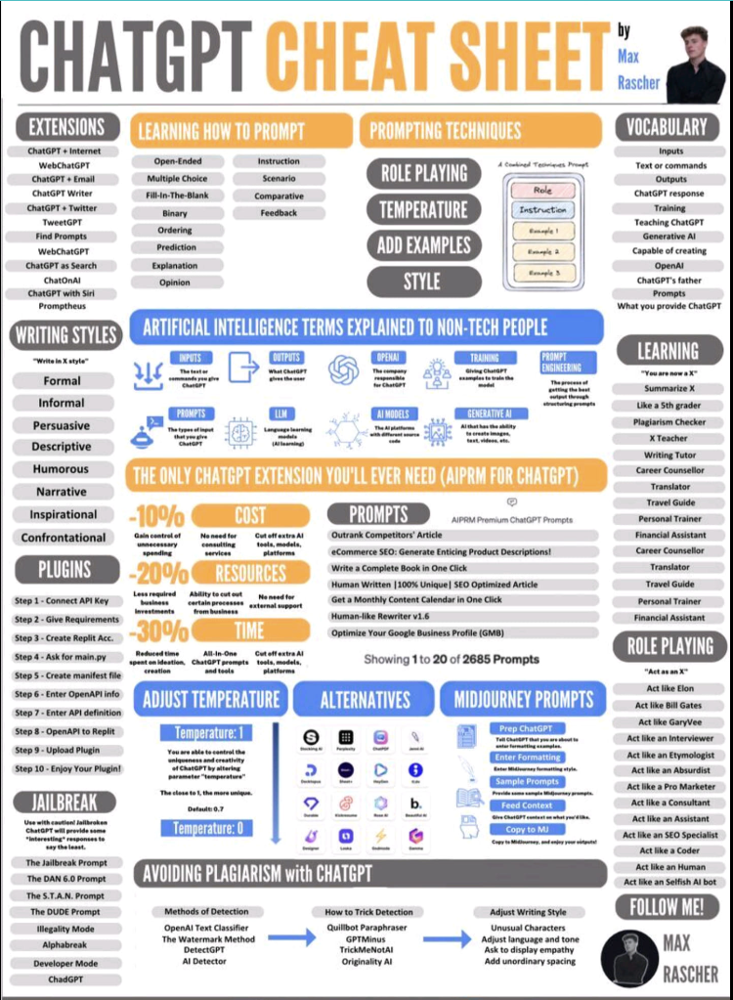 CHATGPT CHEAT SHEET
by
Max
Rascher
EXTENSIONS
ChatGPT + Internet
WebChatGPT
ChatGPT + Email
ChatGPT Writer
ChatGPT + Twitter
TweetGPT
Find Prompts
WebChatGPT
ChatGPT as Search
ChatOnAI
ChatGPT with Siri
Promptheus
WRITING STYLES
"Write in X style"
Formal
Informal
Persuasive
Descriptive
Humorous
Narrative
Inspirational
Confrontational
PLUGINS
Step 1 - Connect API Key
Step 2 - Give Requirements
Step 3 - Create Replit Acc.
Step 4 - Ask for main.py
Step 5 - Create manifest file
Step 6 - Enter OpenAPI info
Step 7 - Enter API definition
Step 8 - OpenAPI to Replit
Step 9 - Upload Plugin
Step 10 - Enjoy Your Plugin!
JAILBREAK
Use with caution! Jailbroken
ChatGPT will provide some
*interesting* responses to
say the least.
The Jailbreak Prompt
The DAN 6.0 Prompt
The S.T.A.N. Prompt
The DUDE Prompt
Illegality Mode
Alphabreak
Developer Mode
ChadGPT
LEARNING HOW TO PROMPT
Open-Ended
Multiple Choice
Fill-In-The-Blank
Binary
Ordering
Prediction
Explanation
Opinion
Instruction
Scenario
Comparative
Feedback
PROMPTING TECHNIQUES
ROLE PLAYING
TEMPERATURE
ADD EXAMPLES
STYLE
A Combined Techniques Prompt
Role
Instruction
Example 1
Example 2
Example 3
ARTIFICIAL INTELLIGENCE TERMS EXPLAINED TO NON-TECH PEOPLE
INPUTS
The text or
commands you give
ChatGPT
OUTPUTS
What ChatGPT
gives the user
OPENAI
The company
responsible for
ChatGPT
TRAINING
Giving ChatGPT
examples to train the
model
PROMPT
ENGINEERING
The process of
getting the best
output through
structuring prompts
PROMPTS
The types of input
that you give
ChatGPT
LLM
Language learning
models
(AI learning)
AI MODELS
The AI platforms
with different source
code
GENERATIVE AI
AI that has the ability
to create images,
text, videos, etc.
THE ONLY CHATGPT EXTENSION YOU'LL EVER NEED (AIPRM FOR CHATGPT)
-10% COST
Gain control of
unnecessary
spending
No need for
consulting
services
Cut off extra AI
tools, models,
platforms
-20% RESOURCES
Less required
business
investments
Ability to cut out
certain processes
from business
No need for
external support
-30% TIME
Reduced time
spent on ideation,
creation
All-In-One
ChatGPT prompts
and tools
Cut off extra AI
tools, models,
platforms
PROMPTS
AIPRM Premium ChatGPT Prompts
Outrank Competitors' Article
eCommerce SEO: Generate Enticing Product Descriptions!
Write a Complete Book in One Click
Human Written |100% Unique| SEO Optimized Article
Get a Monthly Content Calendar in One Click
Human-like Rewriter v1.6
Optimize Your Google Business Profile (GMB)
Showing 1 to 20 of 2685 Prompts
ADJUST TEMPERATURE
Temperature: 1
You are able to control the
uniqueness and creativity
of ChatGPT by altering
parameter "temperature"
The close to 1, the more unique.
Default: 0.7
Temperature: 0
ALTERNATIVES
Perplexity
ChatPDF
Durable
Beautiful AI
b.
Designer
Looka
Gamma
MIDJOURNEY PROMPTS
Prep ChatGPT
Tell ChatGPT that you are about to
enter formatting examples.
Enter Formatting
Enter Midjourney formatting style.
Sample Prompts
Provide some sample Midjourney prompts.
Feed Context
Give ChatGPT context on what you'd like.
Copy to MJ
Copy to MidJourney, and enjoy your outputs!
AVOIDING PLAGIARISM with CHATGPT
Methods of Detection
OpenAI Text Classifier
The Watermark Method
DetectGPT
AI Detector
How to Trick Detection
Quillbot Paraphraser
GPTMinus
TrickMeNotAI
Originality AI
Adjust Writing Style
Unusual Characters
Adjust language and tone
Ask to display empathy
Add unordinary spacing
VOCABULARY
Inputs
Text or commands
Outputs
ChatGPT response
Training
Teaching ChatGPT
Generative AI
Capable of creating
OpenAI
ChatGPT's father
Prompts
What you provide ChatGPT
LEARNING
"You are now a X"
Summarize X
Like a 5th grader
Plagiarism Checker
X Teacher
Writing Tutor
Career Counsellor
Translator
Travel Guide
Personal Trainer
Financial Assistant
Career Counsellor
Translator
Travel Guide
Personal Trainer
Financial Assistant
ROLE PLAYING
"Act as an X"
Act like Elon
Act like Bill Gates
Act like GaryVee
Act like an Interviewer
Act like an Etymologist
Act like an Absurdist
Act like a Pro Marketer
Act like a Consultant
Act like an Assistant
Act like an SEO Specialist
Act like a Coder
Act like an Human
Act like an Selfish AI bot
FOLLOW ME!
MAX
RASCHER